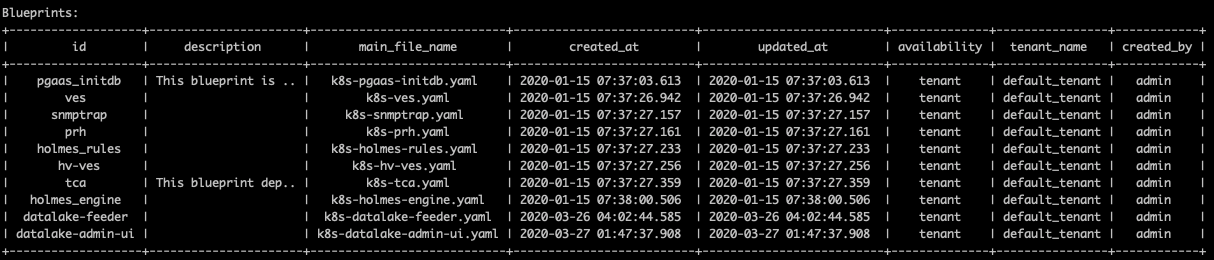 Blueprints:
+------------------+--------------------+--------------------------+-------------------------+-------------------------+--------------+----------------+------------+
| id | description | main_file_name | created_at | updated_at | availability | tenant_name | created_by |
+------------------+--------------------+--------------------------+-------------------------+-------------------------+--------------+----------------+------------+
| pgaas_initdb | This blueprint is .. | k8s-pgaas-initdb.yaml | 2020-01-15 07:37:03.613 | 2020-01-15 07:37:03.613 | tenant | default_tenant | admin |
| ves | | k8s-ves.yaml | 2020-01-15 07:37:26.942 | 2020-01-15 07:37:26.942 | tenant | default_tenant | admin |
| snmptrap | | k8s-snmptrap.yaml | 2020-01-15 07:37:27.157 | 2020-01-15 07:37:27.157 | tenant | default_tenant | admin |
| prh | | k8s-prh.yaml | 2020-01-15 07:37:27.161 | 2020-01-15 07:37:27.161 | tenant | default_tenant | admin |
| holmes_rules | | k8s-holmes-rules.yaml | 2020-01-15 07:37:27.233 | 2020-01-15 07:37:27.233 | tenant | default_tenant | admin |
| hv-ves | | k8s-hv-ves.yaml | 2020-01-15 07:37:27.256 | 2020-01-15 07:37:27.256 | tenant | default_tenant | admin |
| tca | This blueprint dep.. | k8s-tca.yaml | 2020-01-15 07:37:27.359 | 2020-01-15 07:37:27.359 | tenant | default_tenant | admin |
| holmes_engine | | k8s-holmes-engine.yaml | 2020-01-15 07:38:00.506 | 2020-01-15 07:38:00.506 | tenant | default_tenant | admin |
| datalake-feeder | | k8s-datalake-feeder.yaml | 2020-03-26 04:02:44.585 | 2020-03-26 04:02:44.585 | tenant | default_tenant | admin |
| datalake-admin-ui | | k8s-datalake-admin-ui.yaml | 2020-03-27 01:47:37.908 | 2020-03-27 01:47:37.908 | tenant | default_tenant | admin |
+------------------+--------------------+--------------------------+-------------------------+-------------------------+--------------+----------------+------------+